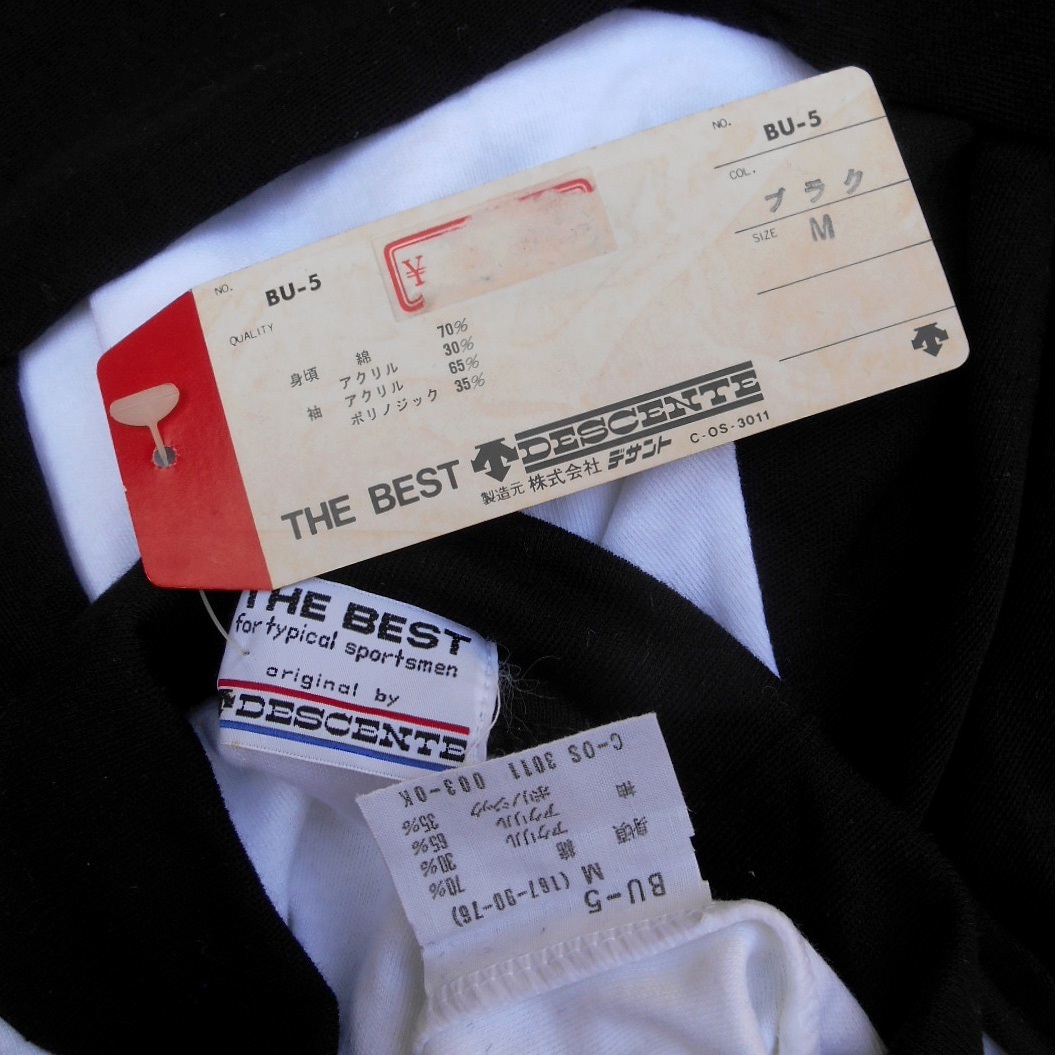 NO. BU-5
COL. ブラク
SIZE M
NO. BU-5
¥
QUALITY
身頃 綿 70%
アクリル 30%
袖 アクリル 65%
ポリノジック 35%
THE BEST DESCENTE
製造元 株式会社 デサント C-OS-3011
THE BEST
for typical sportsmen
original by
DESCENTE
BU-5
M (167-90-76)
身頃 綿 70%
アクリル 30%
袖 アクリル 65%
ポリノジック 35%
C-OS 3011 003-0K